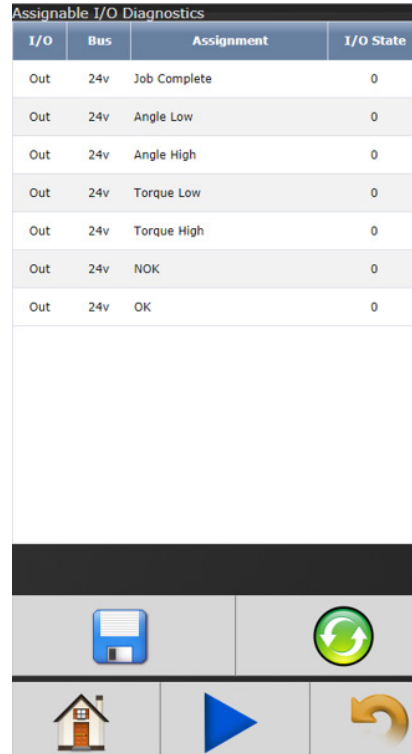 Assignable I/O Diagnostics
I/O Bus Assignment I/O State
Out 24v Job Complete 0
Out 24v Angle Low 0
Out 24v Angle High 0
Out 24v Torque Low 0
Out 24v Torque High 0
Out 24v NOK 0
Out 24v OK 0